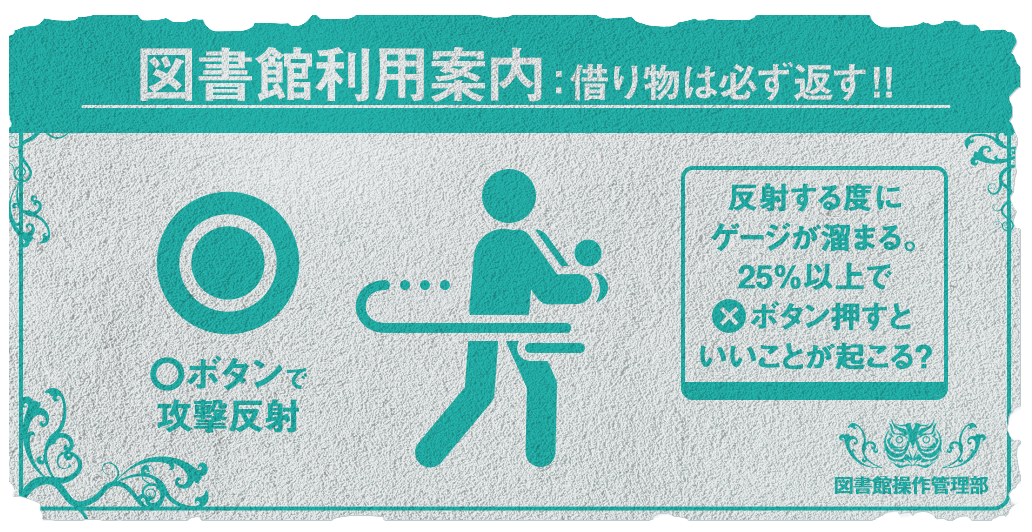 図書館利用案内:借り物は必ず返す!!
〇ボタンで
攻撃反射
反射する度に
ゲージが溜まる。
25%以上で
×ボタン押すと
いいことが起こる?
図書館操作管理部